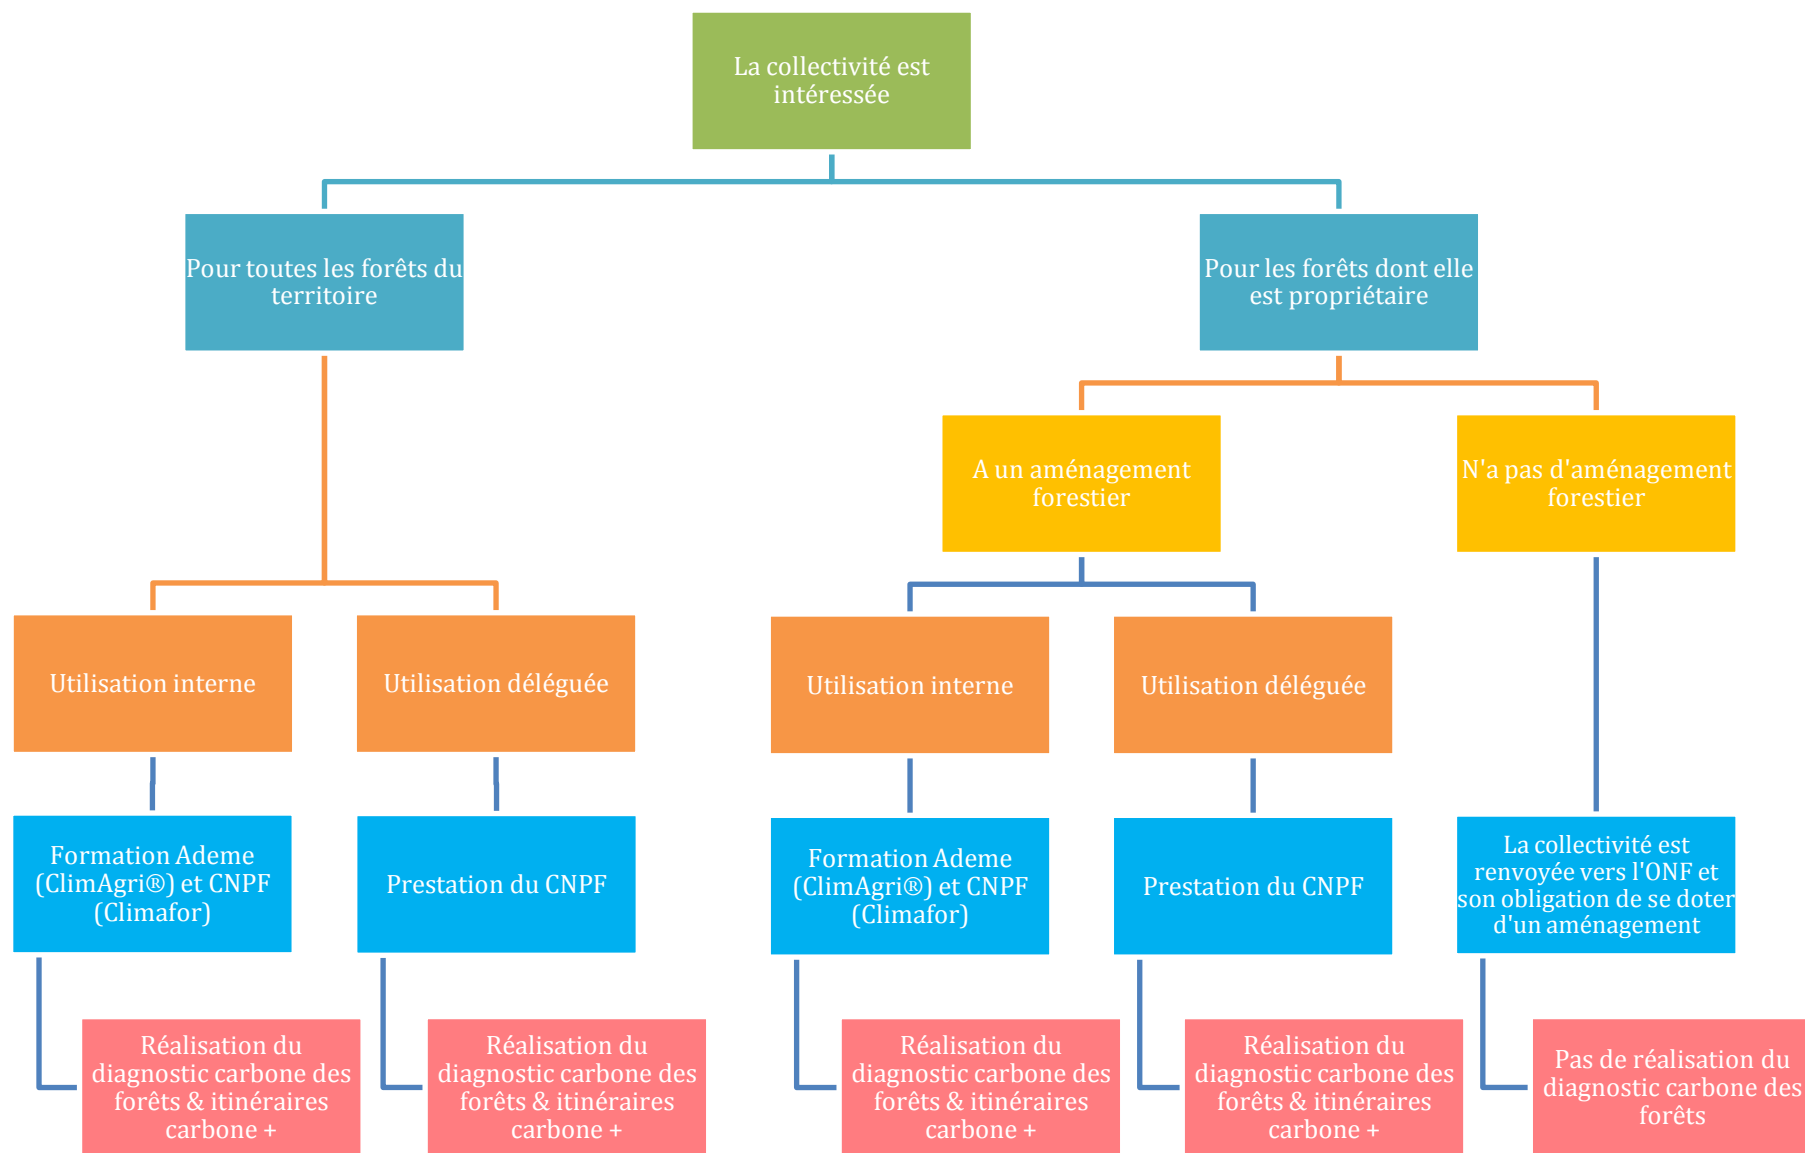 La collectivité est
intéressée
Pour toutes les forêts du
territoire
Pour les forêts dont elle
est propriétaire
A un aménagement
forestier
N'a pas d'aménagement
forestier
Utilisation interne
Utilisation déléguée
Utilisation interne
Utilisation déléguée
Formation Ademe
(ClimAgri®) et CNPF
(Climafor)
Prestation du CNPF
Formation Ademe
(ClimAgri®) et CNPF
(Climafor)
Prestation du CNPF
La collectivité est
renvoyée vers l'ONF et
son obligation de se doter
d'un aménagement
Réalisation du
diagnostic carbone des
forêts & itinéraires
carbone +
Réalisation du
diagnostic carbone des
forêts & itinéraires
carbone +
Réalisation du
diagnostic carbone des
forêts & itinéraires
carbone +
Réalisation du
diagnostic carbone des
forêts & itinéraires
carbone +
Pas de réalisation du
diagnostic carbone des
forêts